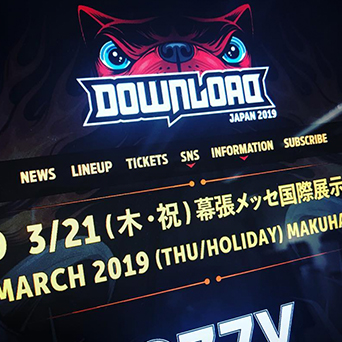 DOWNLOAD
JAPAN 2019
NEWS LINEUP TICKETS SNS INFORMATION SUBSCRIBE
3/21(木・祝)幕張メッセ国際展示
MARCH 2019 (THU/HOLIDAY)